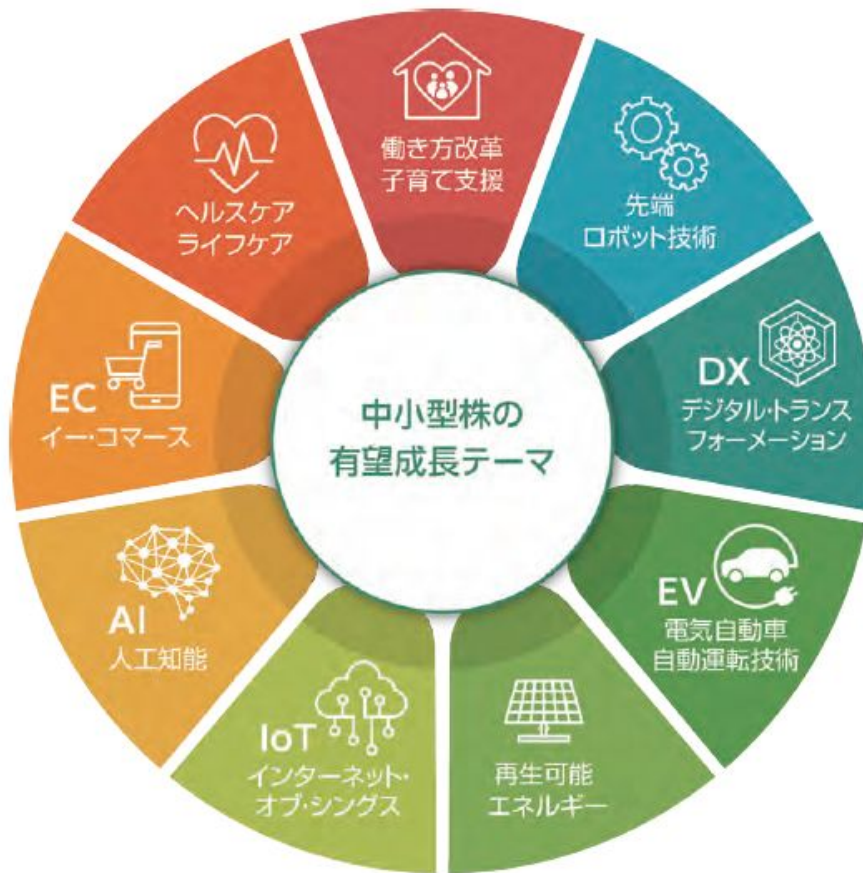 中小型株の
有望成長テーマ
働き方改革
子育て支援
先端
ロボット技術
DX
デジタル・トランス
フォーメーション
EV
電気自動車
自動運転技術
再生可能
エネルギー
IoT
インターネット・
オブ・シングス
AI
人工知能
EC
イー・コマース
ヘルスケア
ライフケア